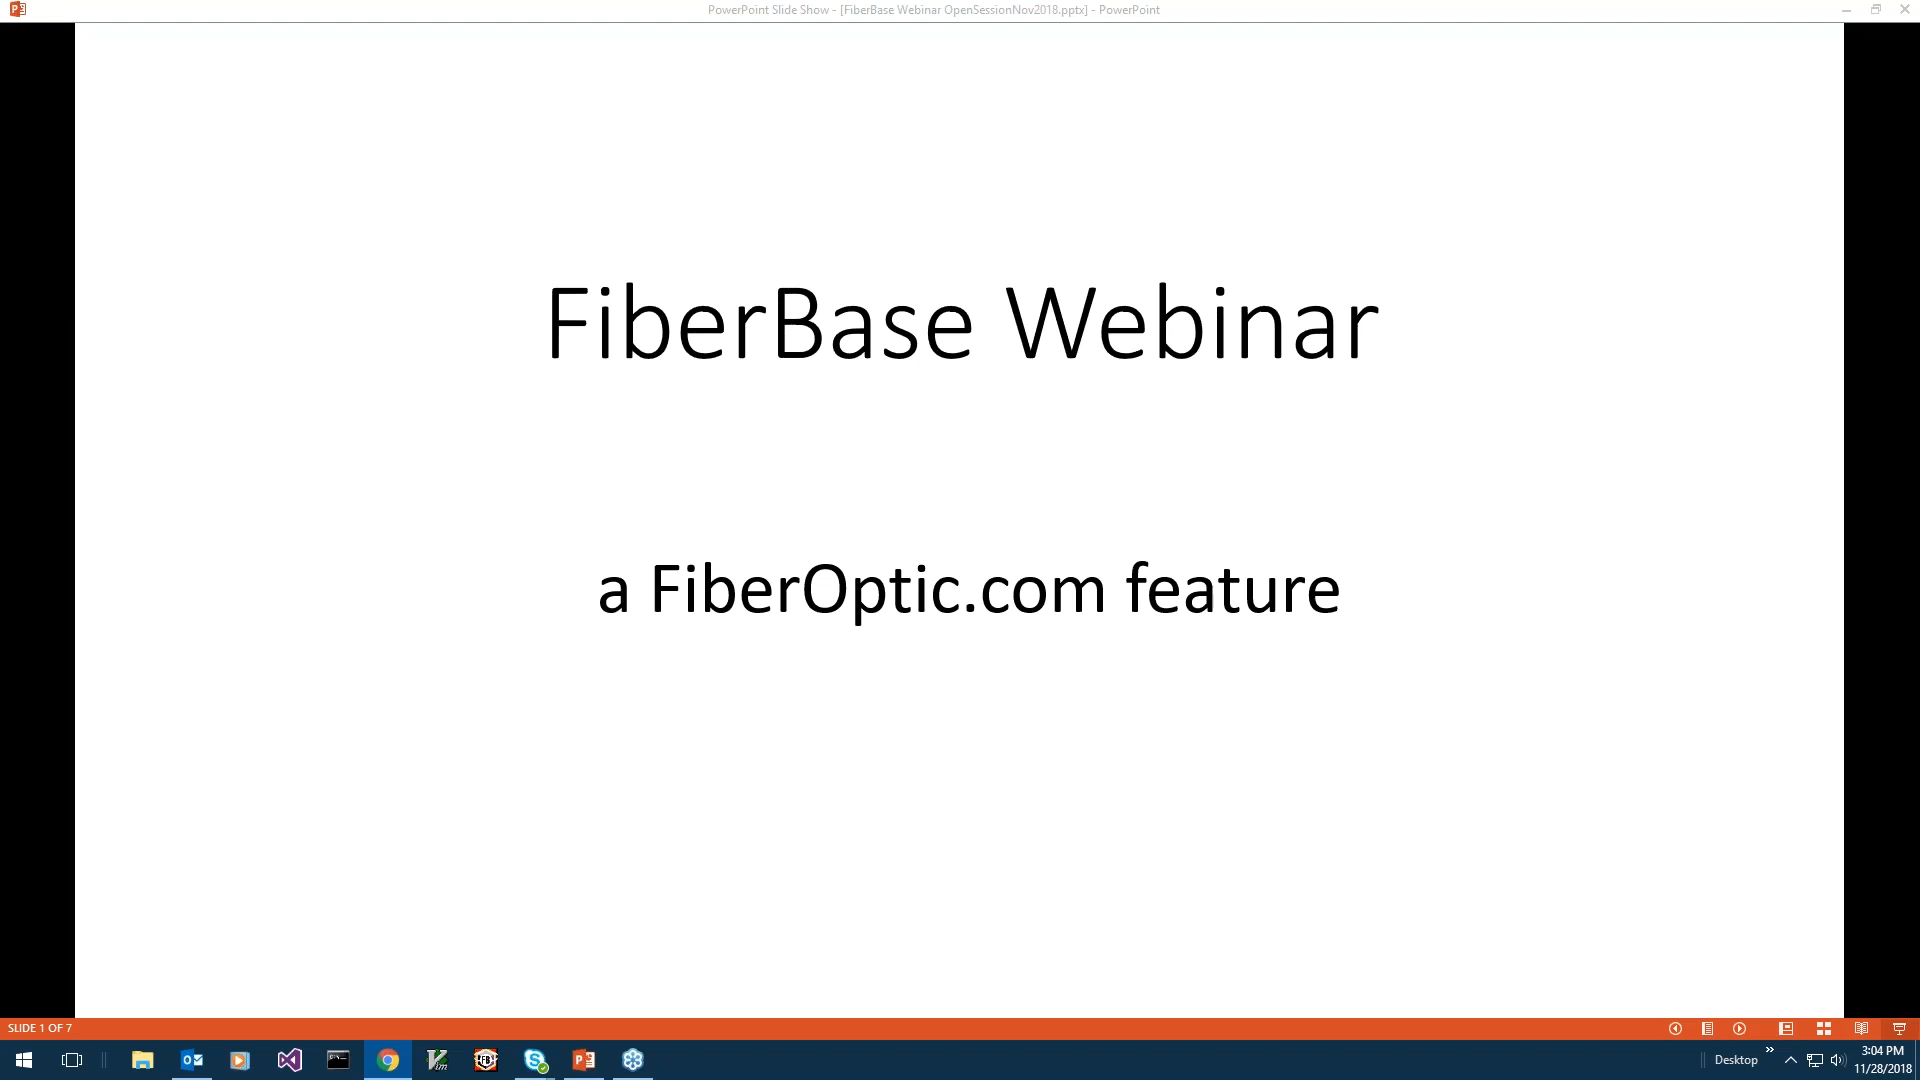 PowerPoint Slide Show - [FiberBase Webinar OpenSessionNov2018.pptx] - PowerPoint
FiberBase Webinar
a FiberOptic.com feature
SLIDE 1 OF 7
Desktop
3:04 PM
11/28/2018